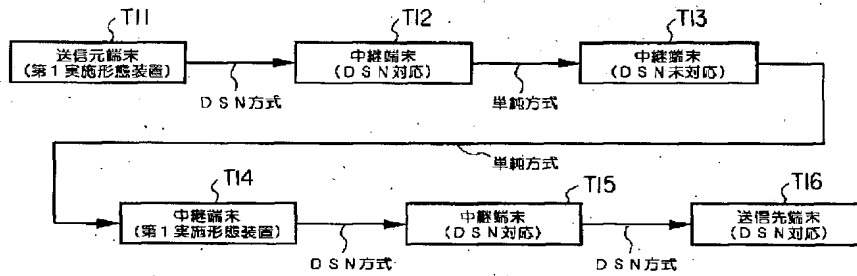 T11
送信元端末
(第1実施形態装置)
DSN方式
T12
中継端末
(DSN対応)
単純方式
T13
中継端末
(DSN未対応)
単純方式
T14
中継端末
(第1実施形態装置)
DSN方式
T15
中継端末
(DSN対応)
DSN方式
T16
送信先端末
(DSN対応)